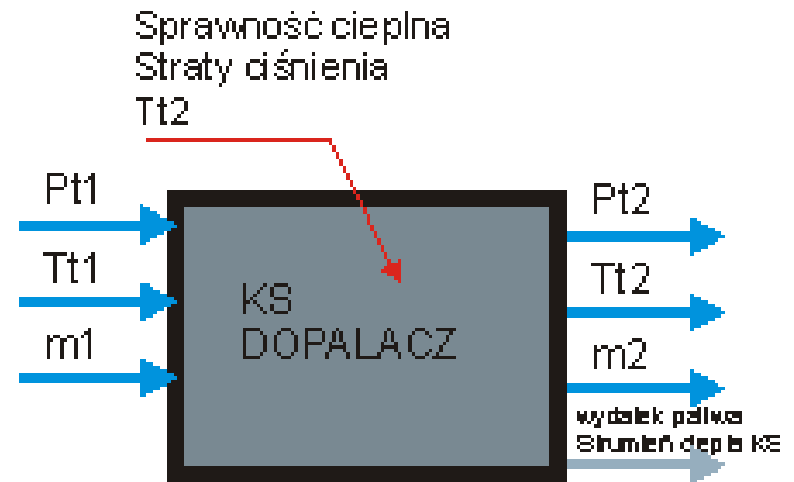 Sprawność cieplna
Straty ciśnienia
Tt2
Pt1
Tt1
m1
KS
DOPALACZ
Pt2
Tt2
m2
wydatek paliwa
Strumień ciepła KS